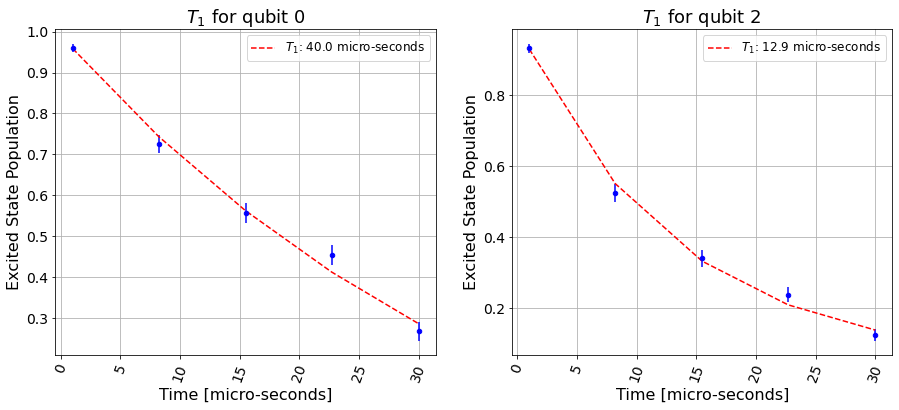 T₁ for qubit 0
Excited State Population
1.0
0.9
0.8
0.7
0.6
0.5
0.4
0.3
T₁: 40.0 micro-seconds
0 5 10 15 20 25 30
Time [micro-seconds]
T₁ for qubit 2
Excited State Population
0.8
0.6
0.4
0.2
T₁: 12.9 micro-seconds
0 5 10 15 20 25 30
Time [micro-seconds]